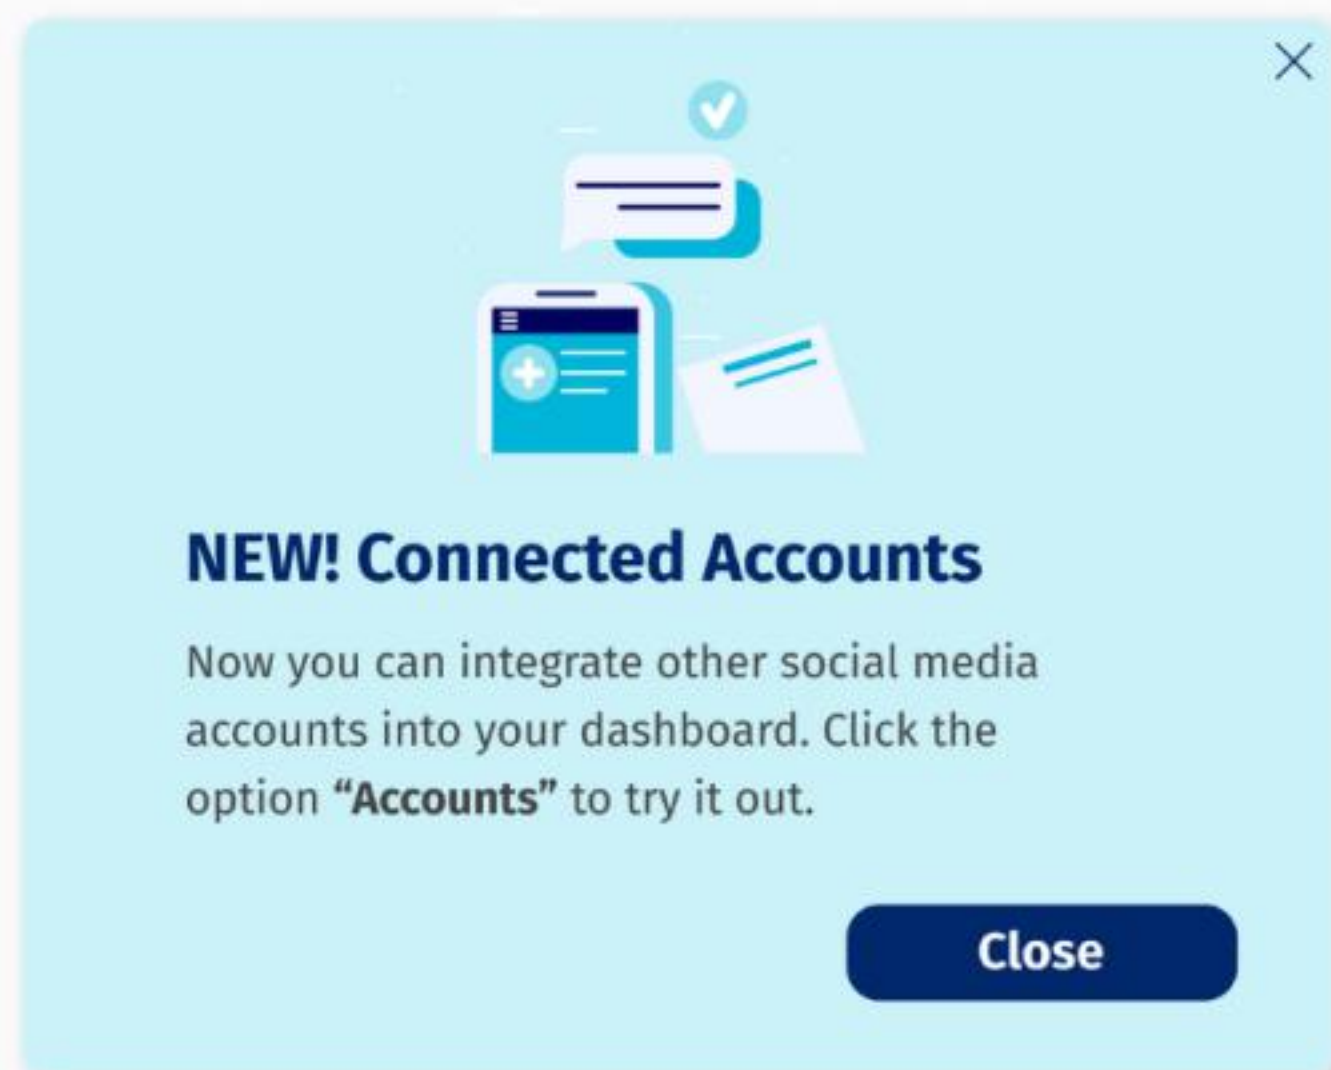 NEW! Connected Accounts
Now you can integrate other social media
accounts into your dashboard. Click the
option “Accounts” to try it out.
Close